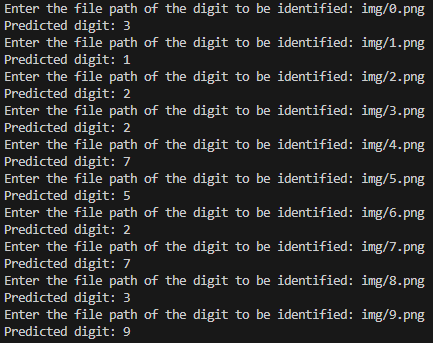 Enter the file path of the digit to be identified: img/0.png
Predicted digit: 3
Enter the file path of the digit to be identified: img/1.png
Predicted digit: 1
Enter the file path of the digit to be identified: img/2.png
Predicted digit: 2
Enter the file path of the digit to be identified: img/3.png
Predicted digit: 2
Enter the file path of the digit to be identified: img/4.png
Predicted digit: 7
Enter the file path of the digit to be identified: img/5.png
Predicted digit: 5
Enter the file path of the digit to be identified: img/6.png
Predicted digit: 2
Enter the file path of the digit to be identified: img/7.png
Predicted digit: 7
Enter the file path of the digit to be identified: img/8.png
Predicted digit: 3
Enter the file path of the digit to be identified: img/9.png
Predicted digit: 9